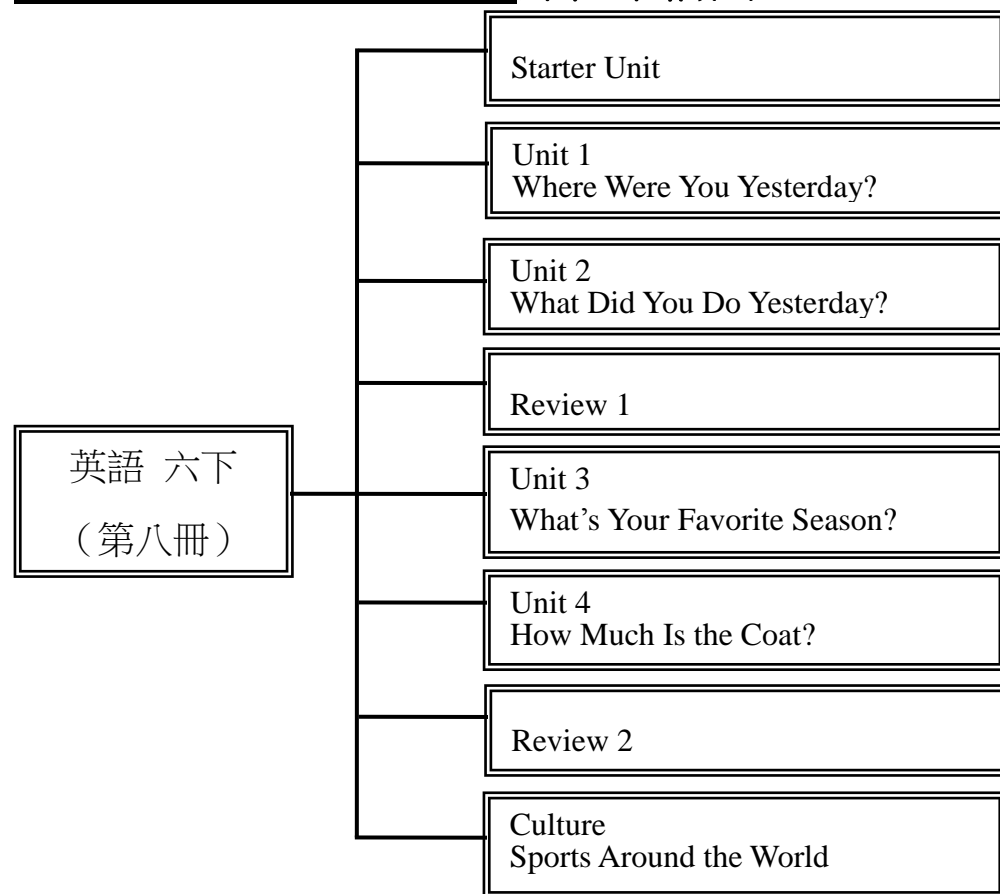 英語 六下
（第八冊）
Starter Unit
Unit 1
Where Were You Yesterday?
Unit 2
What Did You Do Yesterday?
Review 1
Unit 3
What’s Your Favorite Season?
Unit 4
How Much Is the Coat?
Review 2
Culture
Sports Around the World